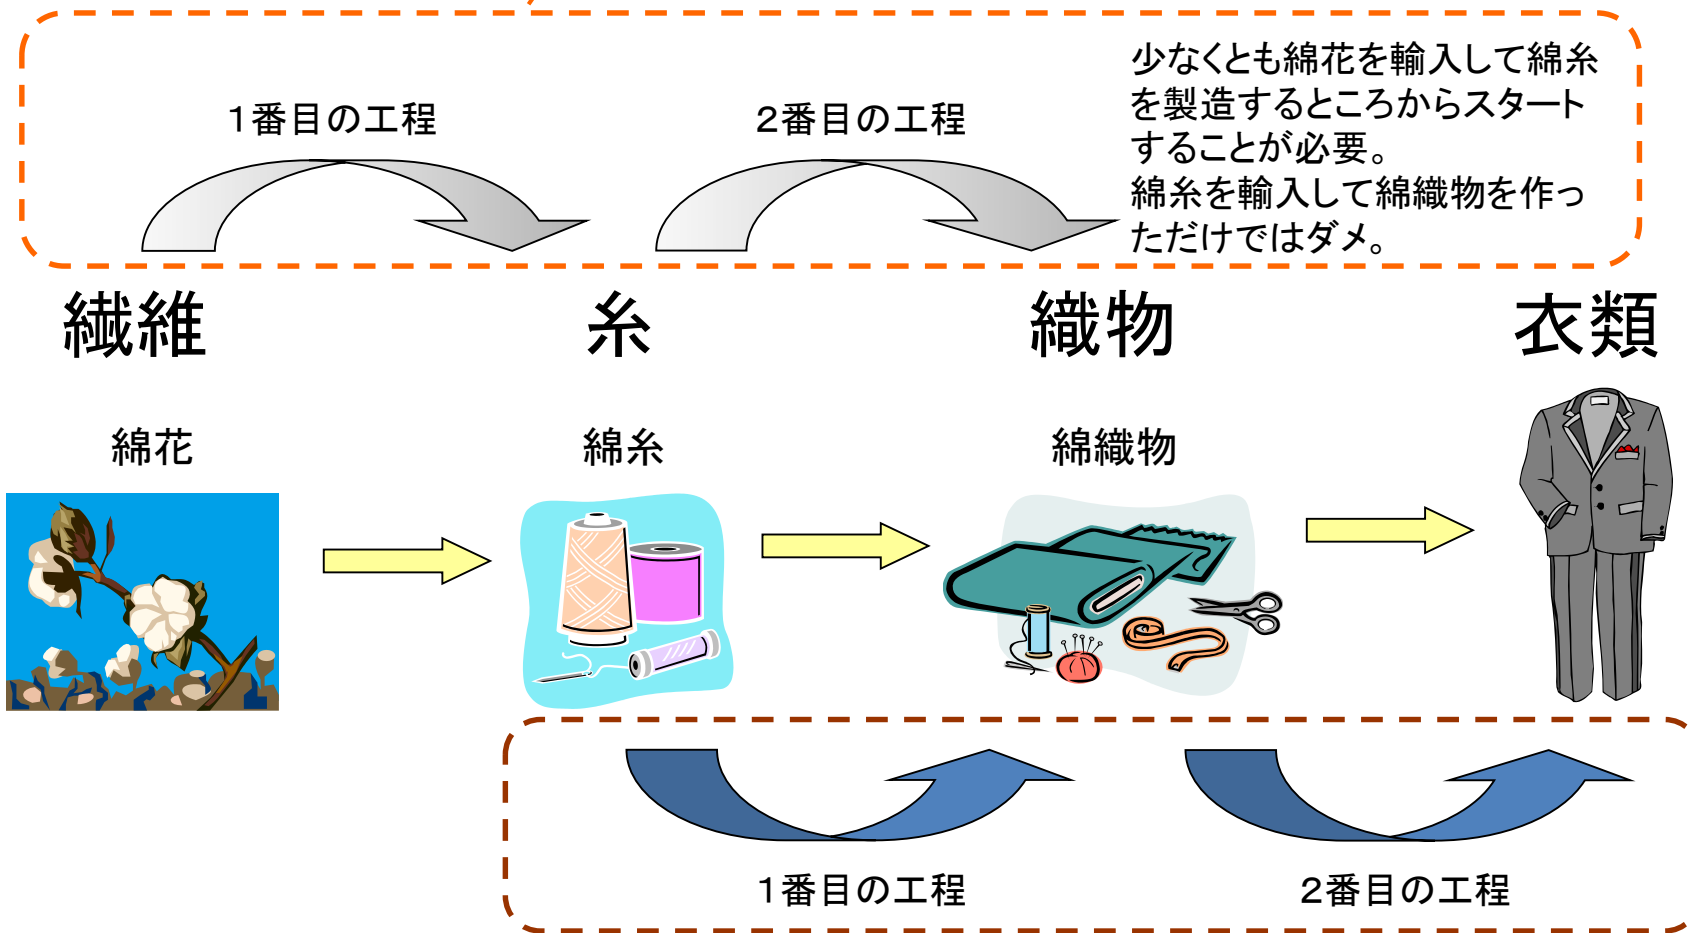 少なくとも綿花を輸入して綿糸
を製造するところからスタート
することが必要。
綿糸を輸入して綿織物を作っ
ただけではダメ。
1番目の工程
2番目の工程
繊維
糸
織物
衣類
綿花
綿糸
綿織物
1番目の工程
2番目の工程